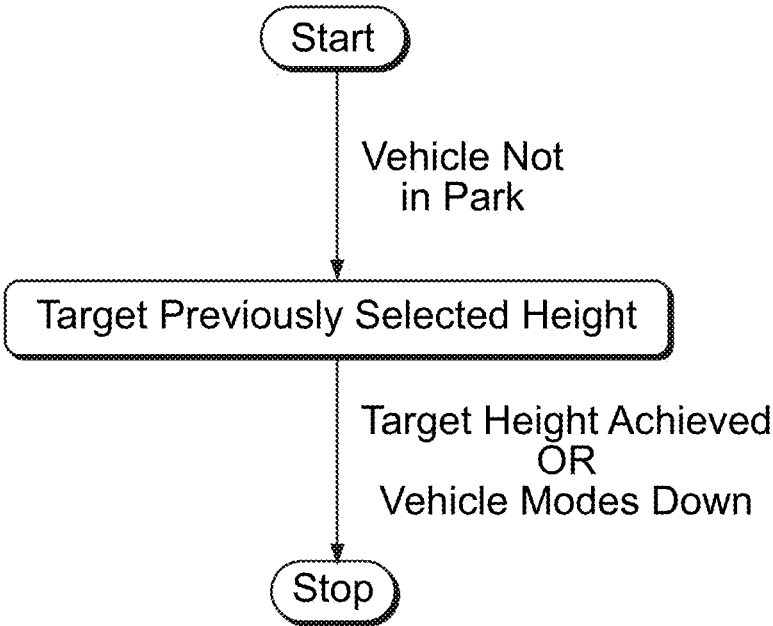 Start
Vehicle Not
in Park
Target Previously Selected Height
Target Height Achieved
OR
Vehicle Modes Down
Stop